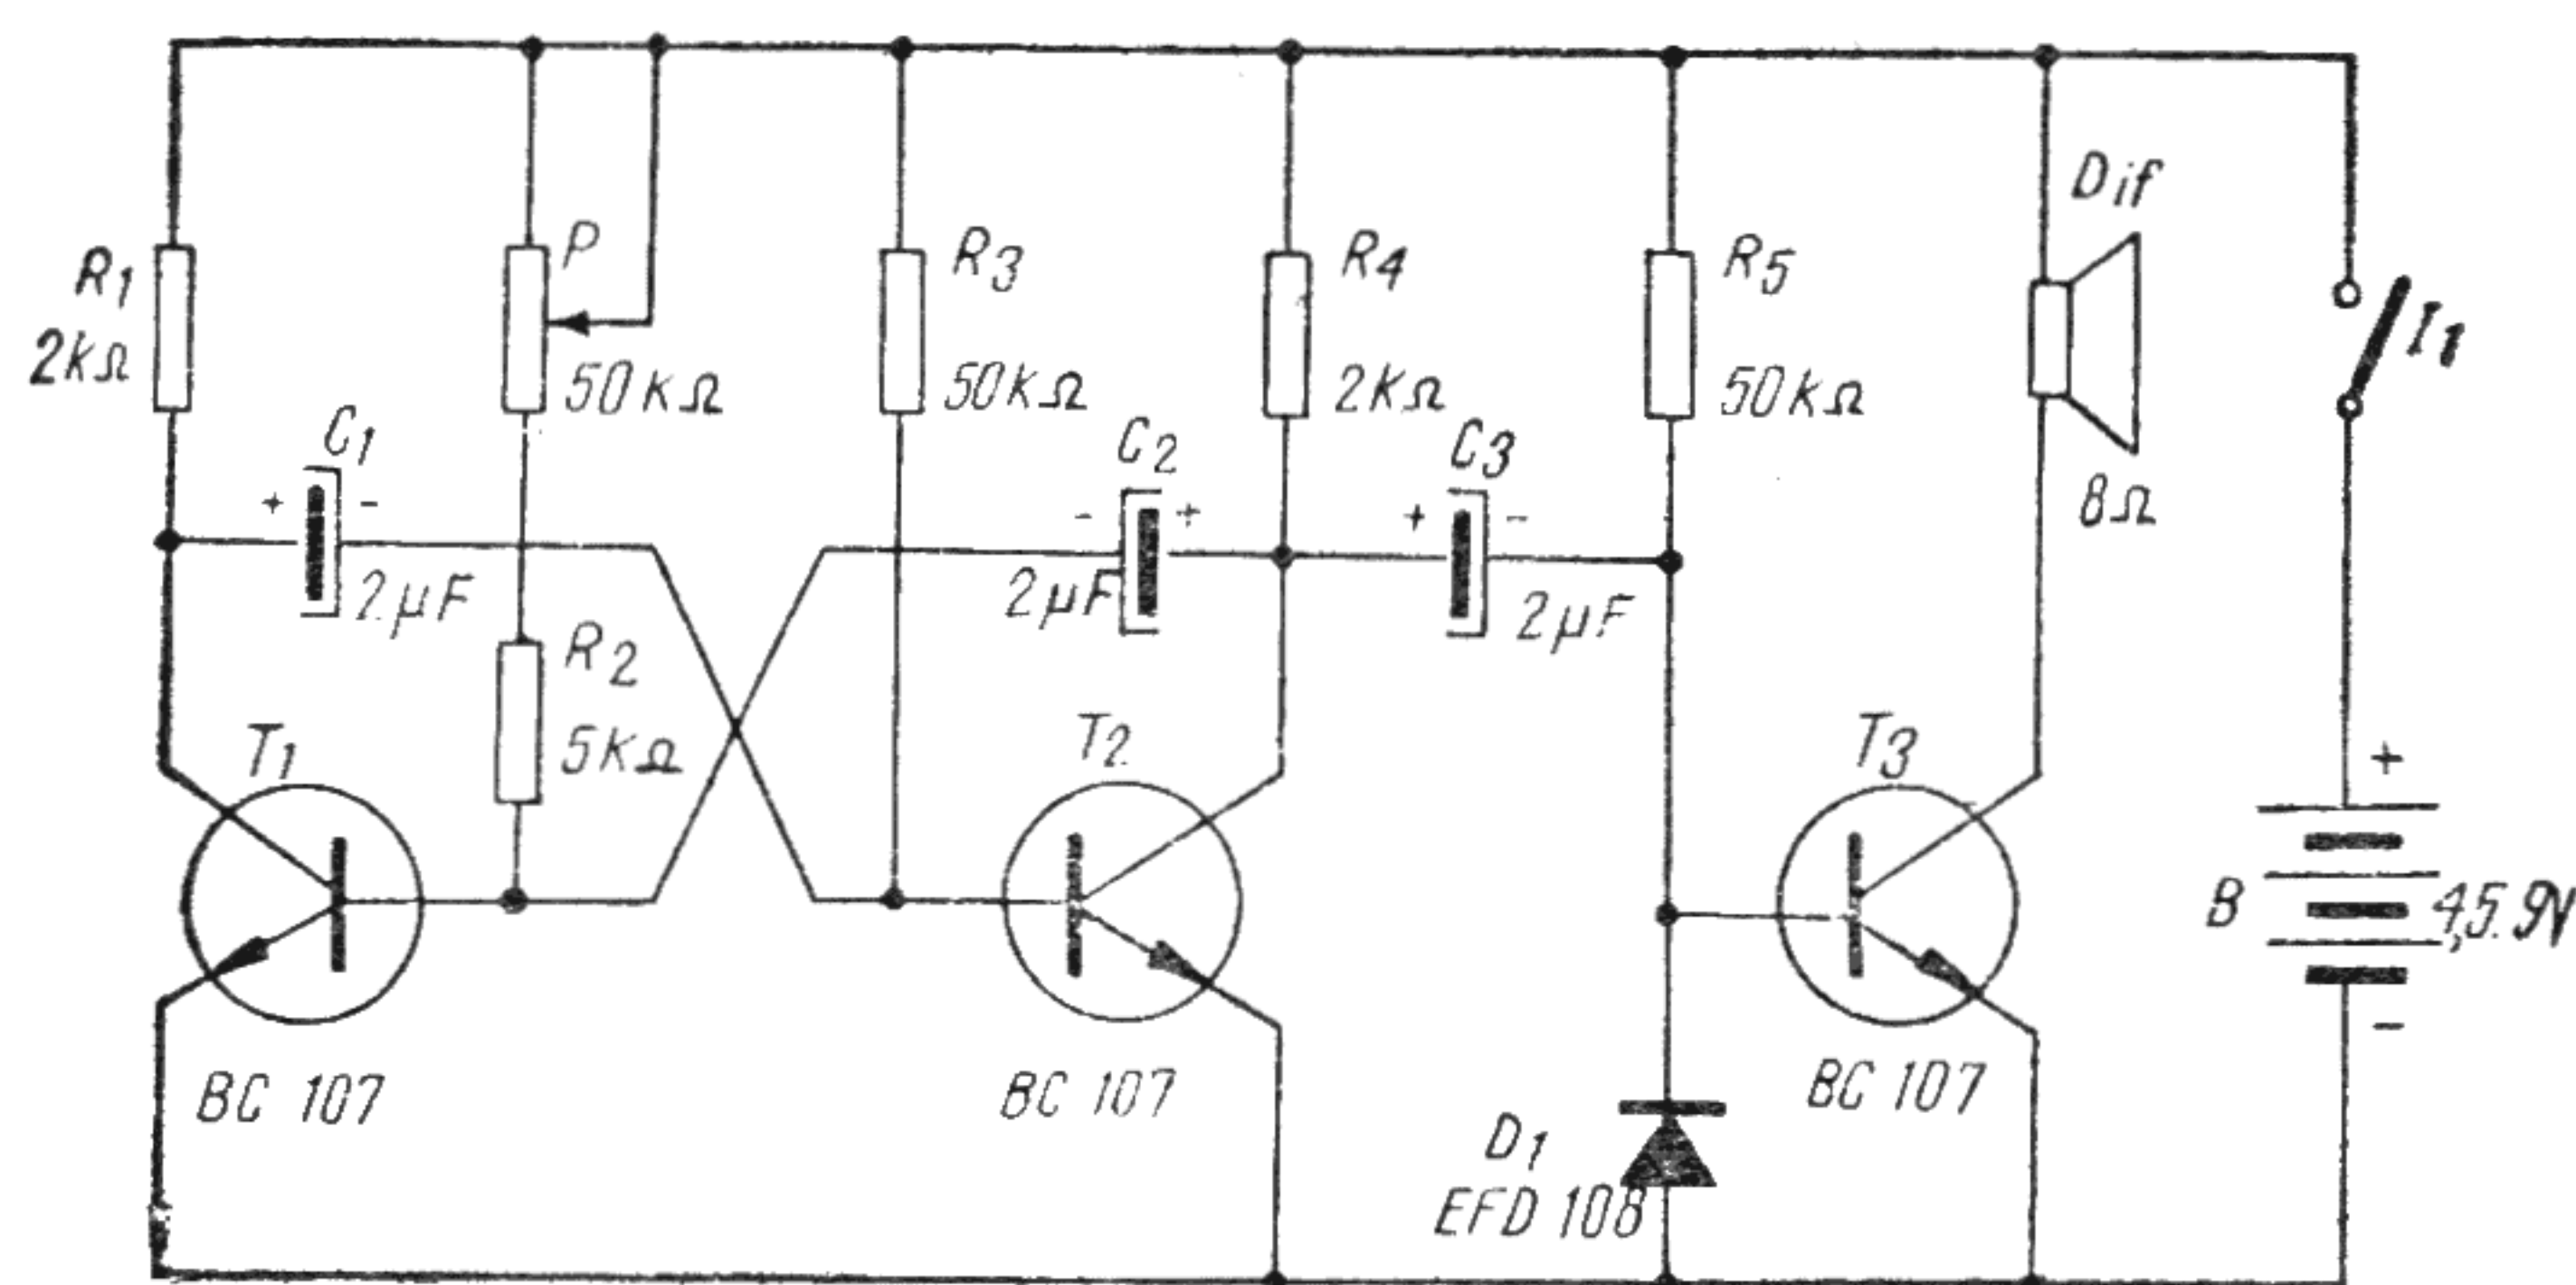 Dif
P
R1
R3
R4
R5
I1
2kΩ
50kΩ
50kΩ
2kΩ
50kΩ
C1
C2
C3
8Ω
+ -
- +
+ -
2µF
2µF
2µF
R2
5kΩ
T1
T2
T3
+
B
4,5.9V
-
BC 107
BC 107
BC 107
D1
EFD 108